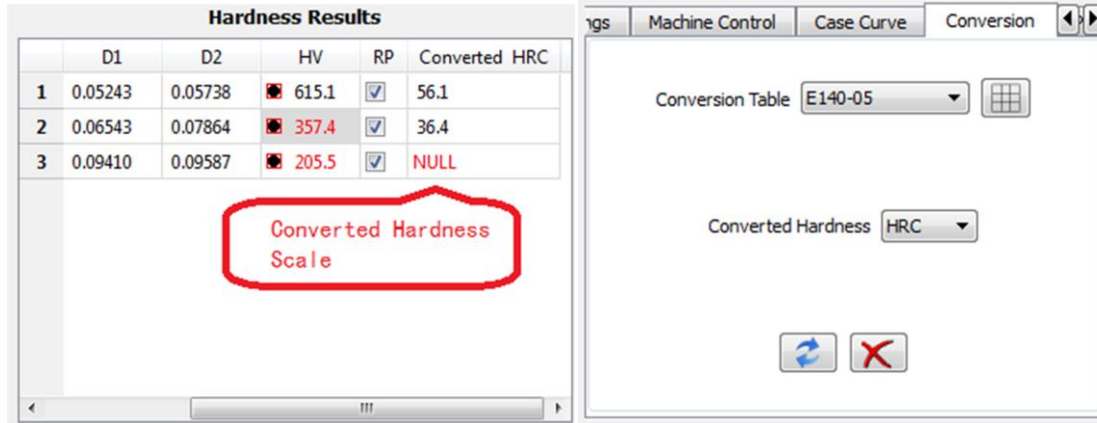 Hardness Results
D1 D2 HV RP Converted HRC
1 0.05243 0.05738 615.1 56.1
2 0.06543 0.07864 357.4 36.4
3 0.09410 0.09587 205.5 NULL
Converted Hardness
Scale
ngs Machine Control Case Curve Conversion
Conversion Table E140-05
Converted Hardness HRC